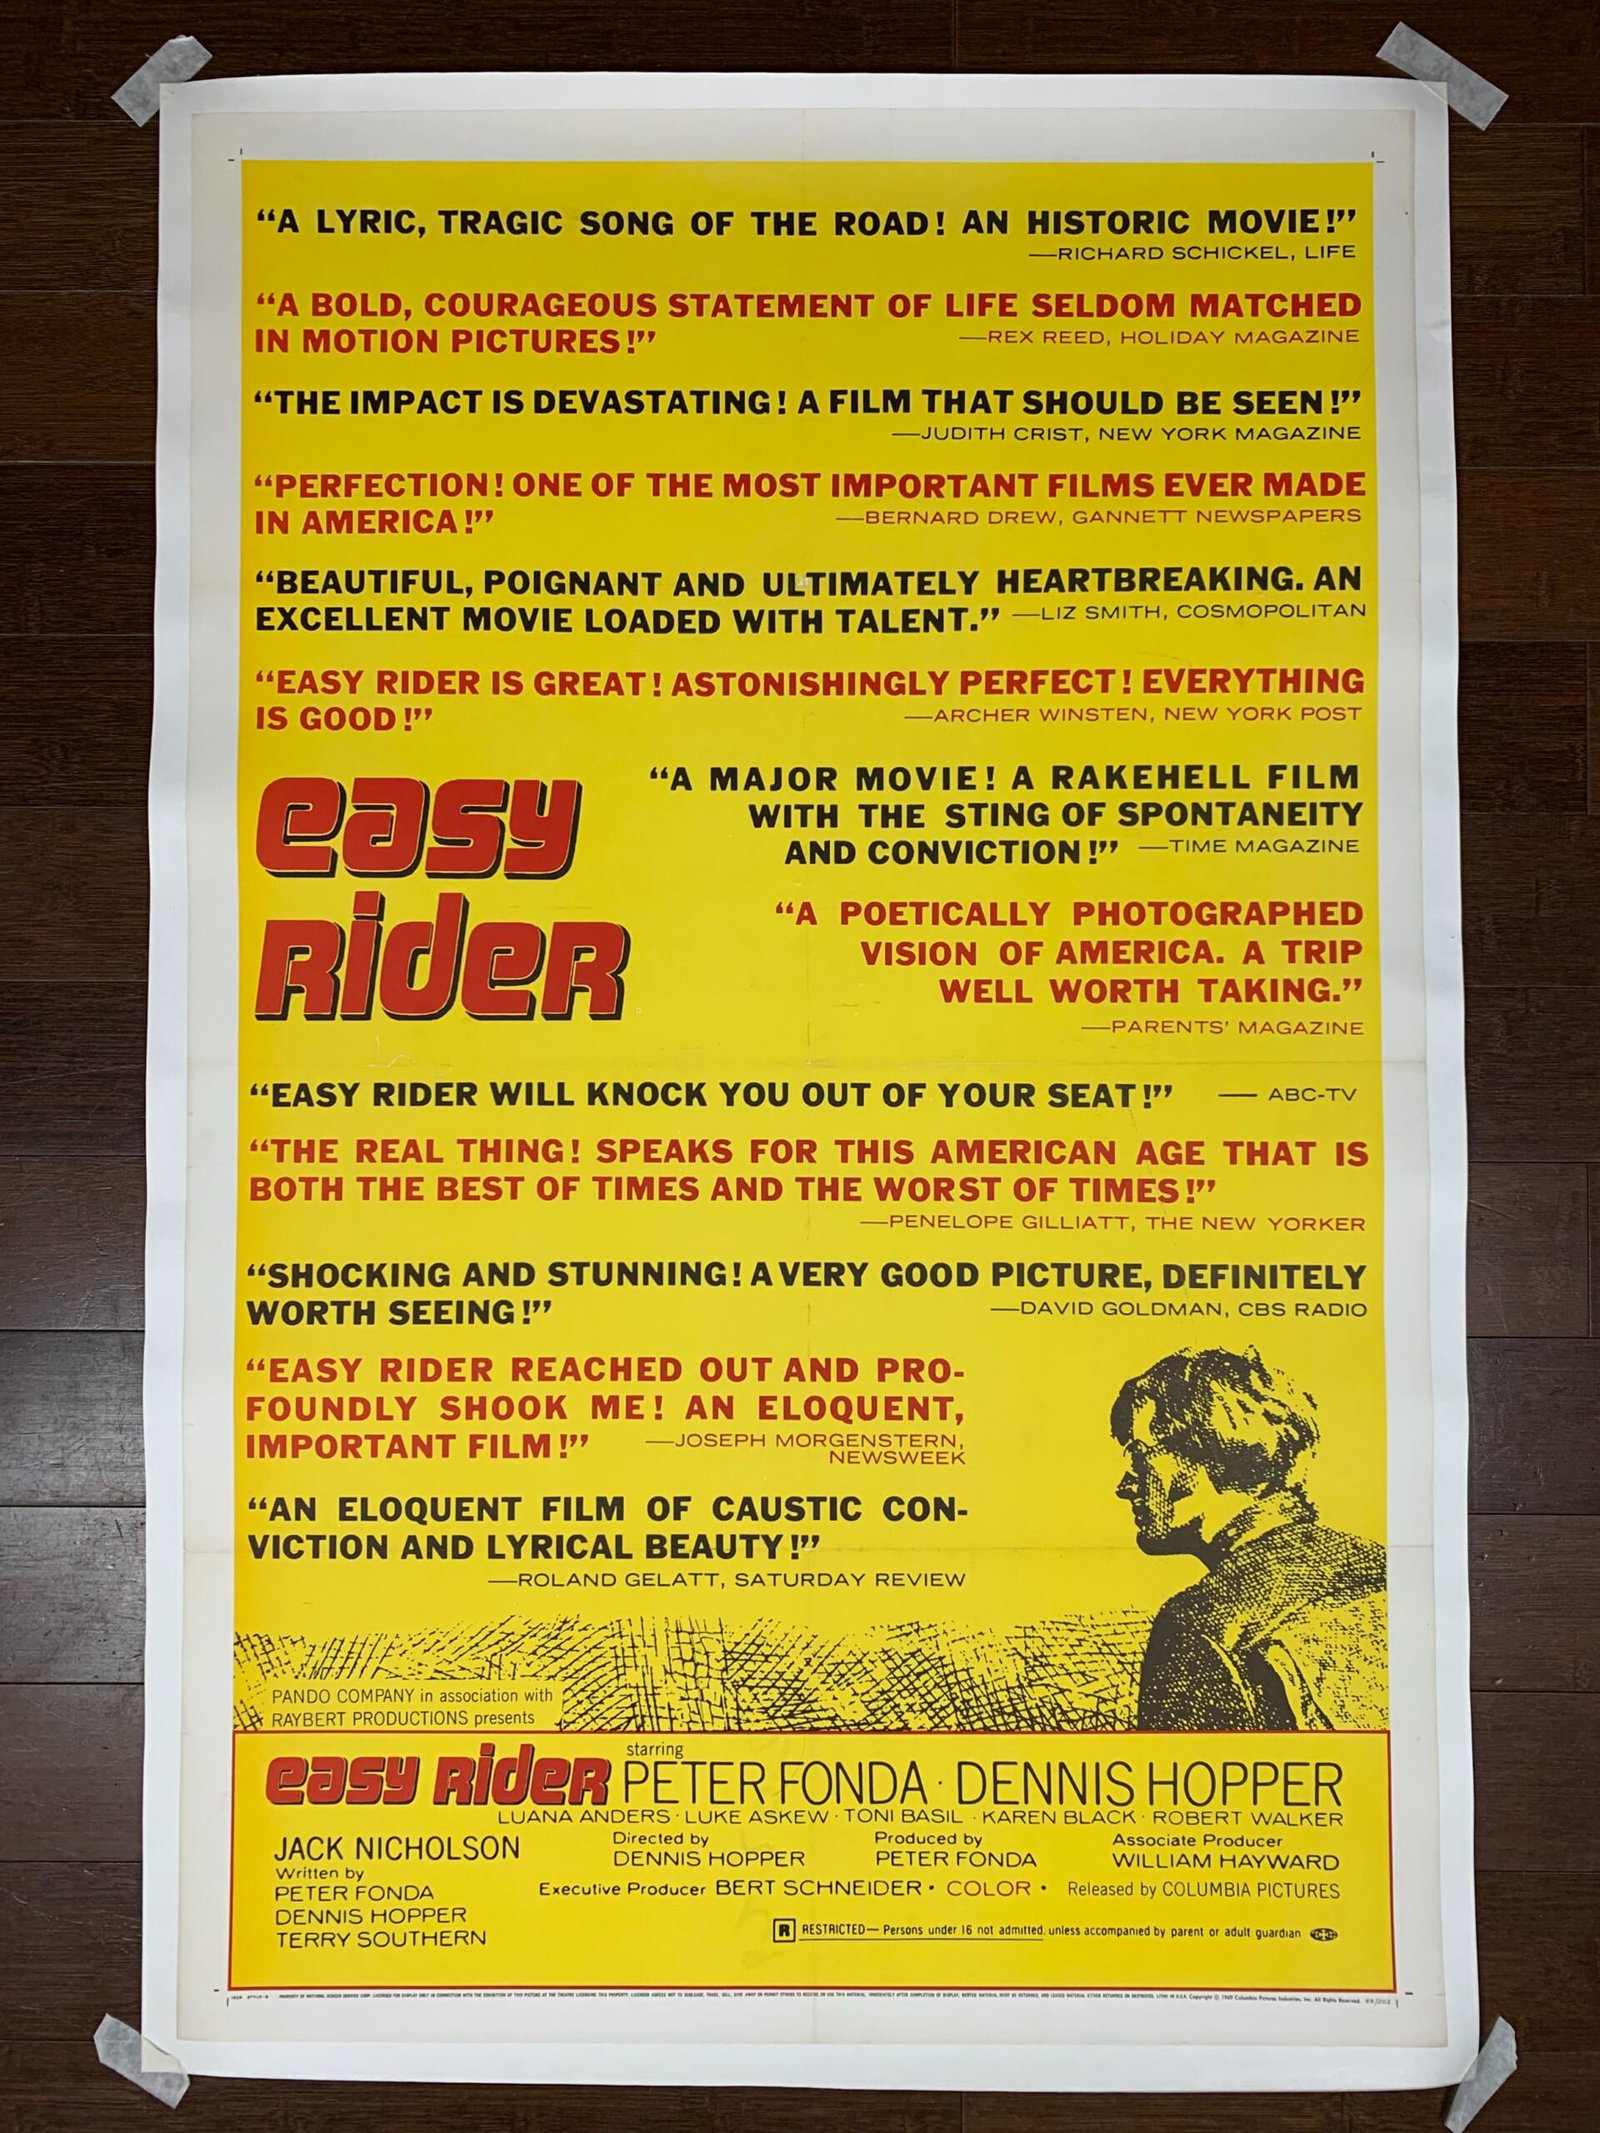 “A LYRIC, TRAGIC SONG OF THE ROAD! AN HISTORIC MOVIE!”
—RICHARD SCHICKEL, LIFE
“A BOLD, COURAGEOUS STATEMENT OF LIFE SELDOM MATCHED
IN MOTION PICTURES!”
—REX REED, HOLIDAY MAGAZINE
“THE IMPACT IS DEVASTATING! A FILM THAT SHOULD BE SEEN!”
—JUDITH CRIST, NEW YORK MAGAZINE
“PERFECTION! ONE OF THE MOST IMPORTANT FILMS EVER MADE
IN AMERICA!”
—BERNARD DREW, GANNETT NEWSPAPERS
“BEAUTIFUL, POIGNANT AND ULTIMATELY HEARTBREAKING. AN
EXCELLENT MOVIE LOADED WITH TALENT.” —LIZ SMITH, COSMOPOLITAN
“EASY RIDER IS GREAT! ASTONISHINGLY PERFECT! EVERYTHING
IS GOOD!”
—ARCHER WINSTEN, NEW YORK POST
easy
Rider
“A MAJOR MOVIE! A RAKEHELL FILM
WITH THE STING OF SPONTANEITY
AND CONVICTION!” —TIME MAGAZINE
“A POETICALLY PHOTOGRAPHED
VISION OF AMERICA. A TRIP
WELL WORTH TAKING.”
—PARENTS’ MAGAZINE
“EASY RIDER WILL KNOCK YOU OUT OF YOUR SEAT!” — ABC-TV
“THE REAL THING! SPEAKS FOR THIS AMERICAN AGE THAT IS
BOTH THE BEST OF TIMES AND THE WORST OF TIMES!”
—PENELOPE GILLIATT, THE NEW YORKER
“SHOCKING AND STUNNING! A VERY GOOD PICTURE, DEFINITELY
WORTH SEEING!”
—DAVID GOLDMAN, CBS RADIO
“EASY RIDER REACHED OUT AND PRO-
FOUNDLY SHOOK ME! AN ELOQUENT,
IMPORTANT FILM!” —JOSEPH MORGENSTERN,
NEWSWEEK
“AN ELOQUENT FILM OF CAUSTIC CON-
VICTION AND LYRICAL BEAUTY!”
—ROLAND GELATT, SATURDAY REVIEW
PANDO COMPANY in association with
RAYBERT PRODUCTIONS presents
easy Rider starring PETER FONDA · DENNIS HOPPER
LUANA ANDERS · LUKE ASKEW · TONI BASIL · KAREN BLACK · ROBERT WALKER
JACK NICHOLSON
Written by
PETER FONDA
DENNIS HOPPER
TERRY SOUTHERN
Directed by
DENNIS HOPPER
Produced by
PETER FONDA
Associate Producer
WILLIAM HAYWARD
Executive Producer BERT SCHNEIDER · COLOR · Released by COLUMBIA PICTURES
R RESTRICTED— Persons under 16 not admitted, unless accompanied by parent or adult guardian
Copyright © 1969 Columbia Pictures Industries, Inc. All Rights Reserved. 69/202